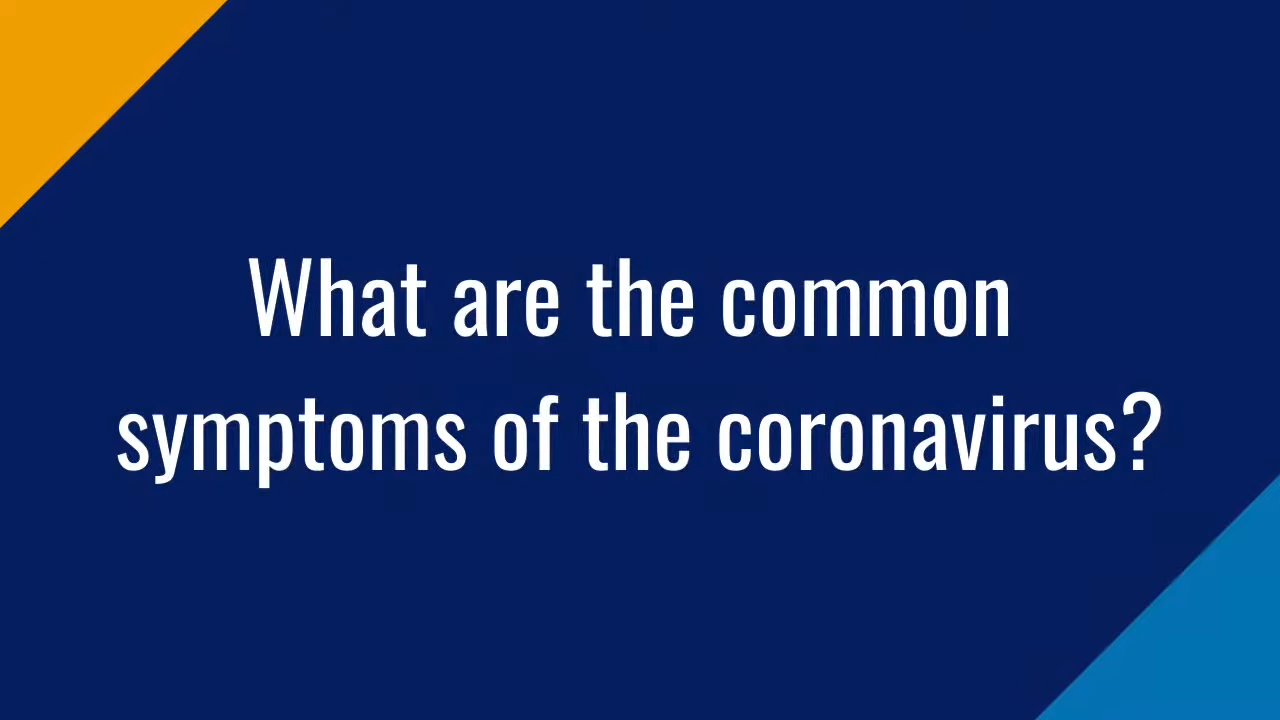 What are the common
symptoms of the coronavirus?